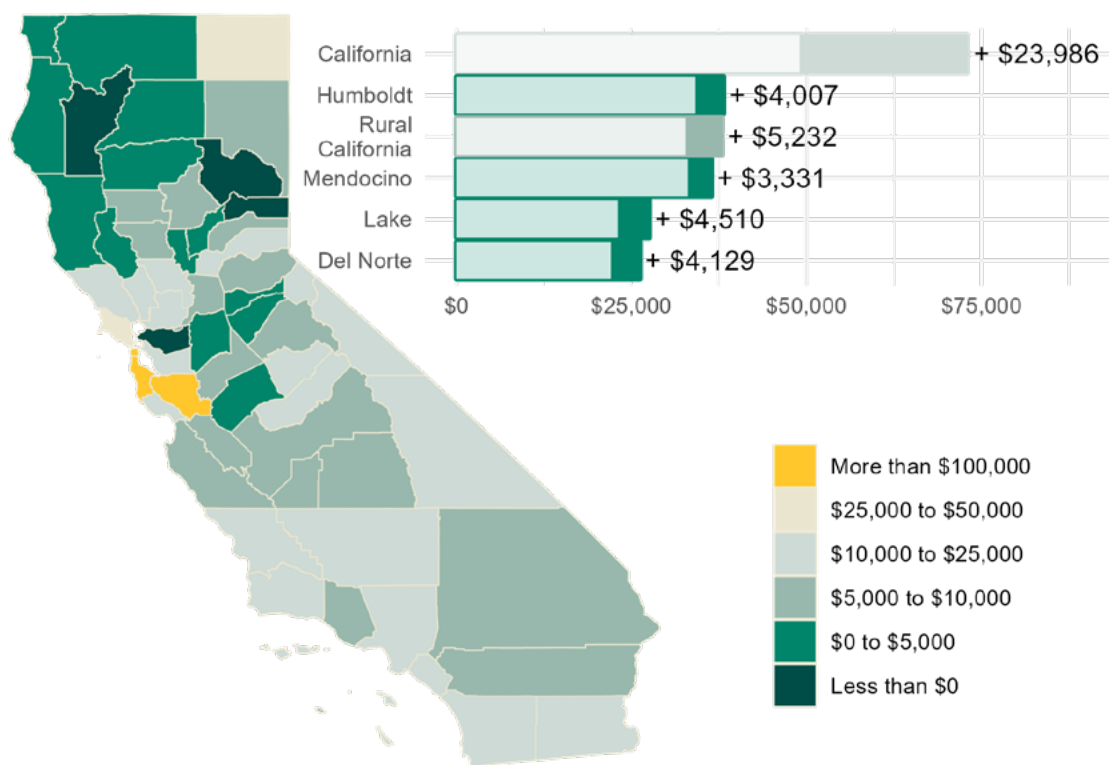 California
+ $23,986
Humboldt
+ $4,007
Rural
California
+ $5,232
Mendocino
+ $3,331
Lake
+ $4,510
Del Norte
+ $4,129
$0
$25,000
$50,000
$75,000
More than $100,000
$25,000 to $50,000
$10,000 to $25,000
$5,000 to $10,000
$0 to $5,000
Less than $0